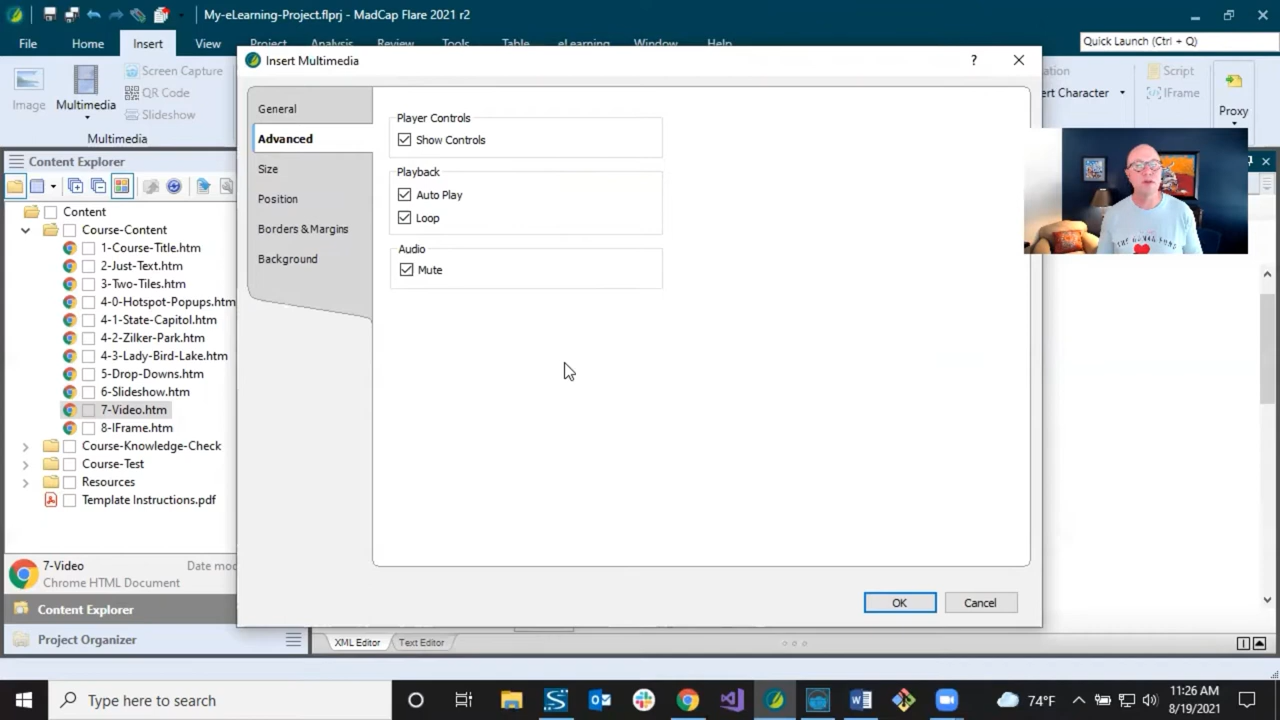 My-eLearning-Project.flprj - MadCap Flare 2021 r2
File Home Insert View Project Analysis Review Tools Table eLearning Window Help
Quick Launch (Ctrl + Q)
Image
Multimedia
Screen Capture
QR Code
Slideshow
Multimedia
ation
ert Character
Script
IFrame
Proxy
Insert Multimedia
?
General
Advanced
Size
Position
Borders & Margins
Background
Player Controls
Show Controls
Playback
Auto Play
Loop
Audio
Mute
OK Cancel
Content Explorer
Content
Course-Content
1-Course-Title.htm
2-Just-Text.htm
3-Two-Tiles.htm
4-0-Hotspot-Popups.htm
4-1-State-Capitol.htm
4-2-Zilker-Park.htm
4-3-Lady-Bird-Lake.htm
5-Drop-Downs.htm
6-Slideshow.htm
7-Video.htm
8-IFrame.htm
Course-Knowledge-Check
Course-Test
Resources
Template Instructions.pdf
7-Video Date mod
Chrome HTML Document
Content Explorer
Project Organizer
XML Editor Text Editor
Type here to search
74°F
11:26 AM
8/19/2021